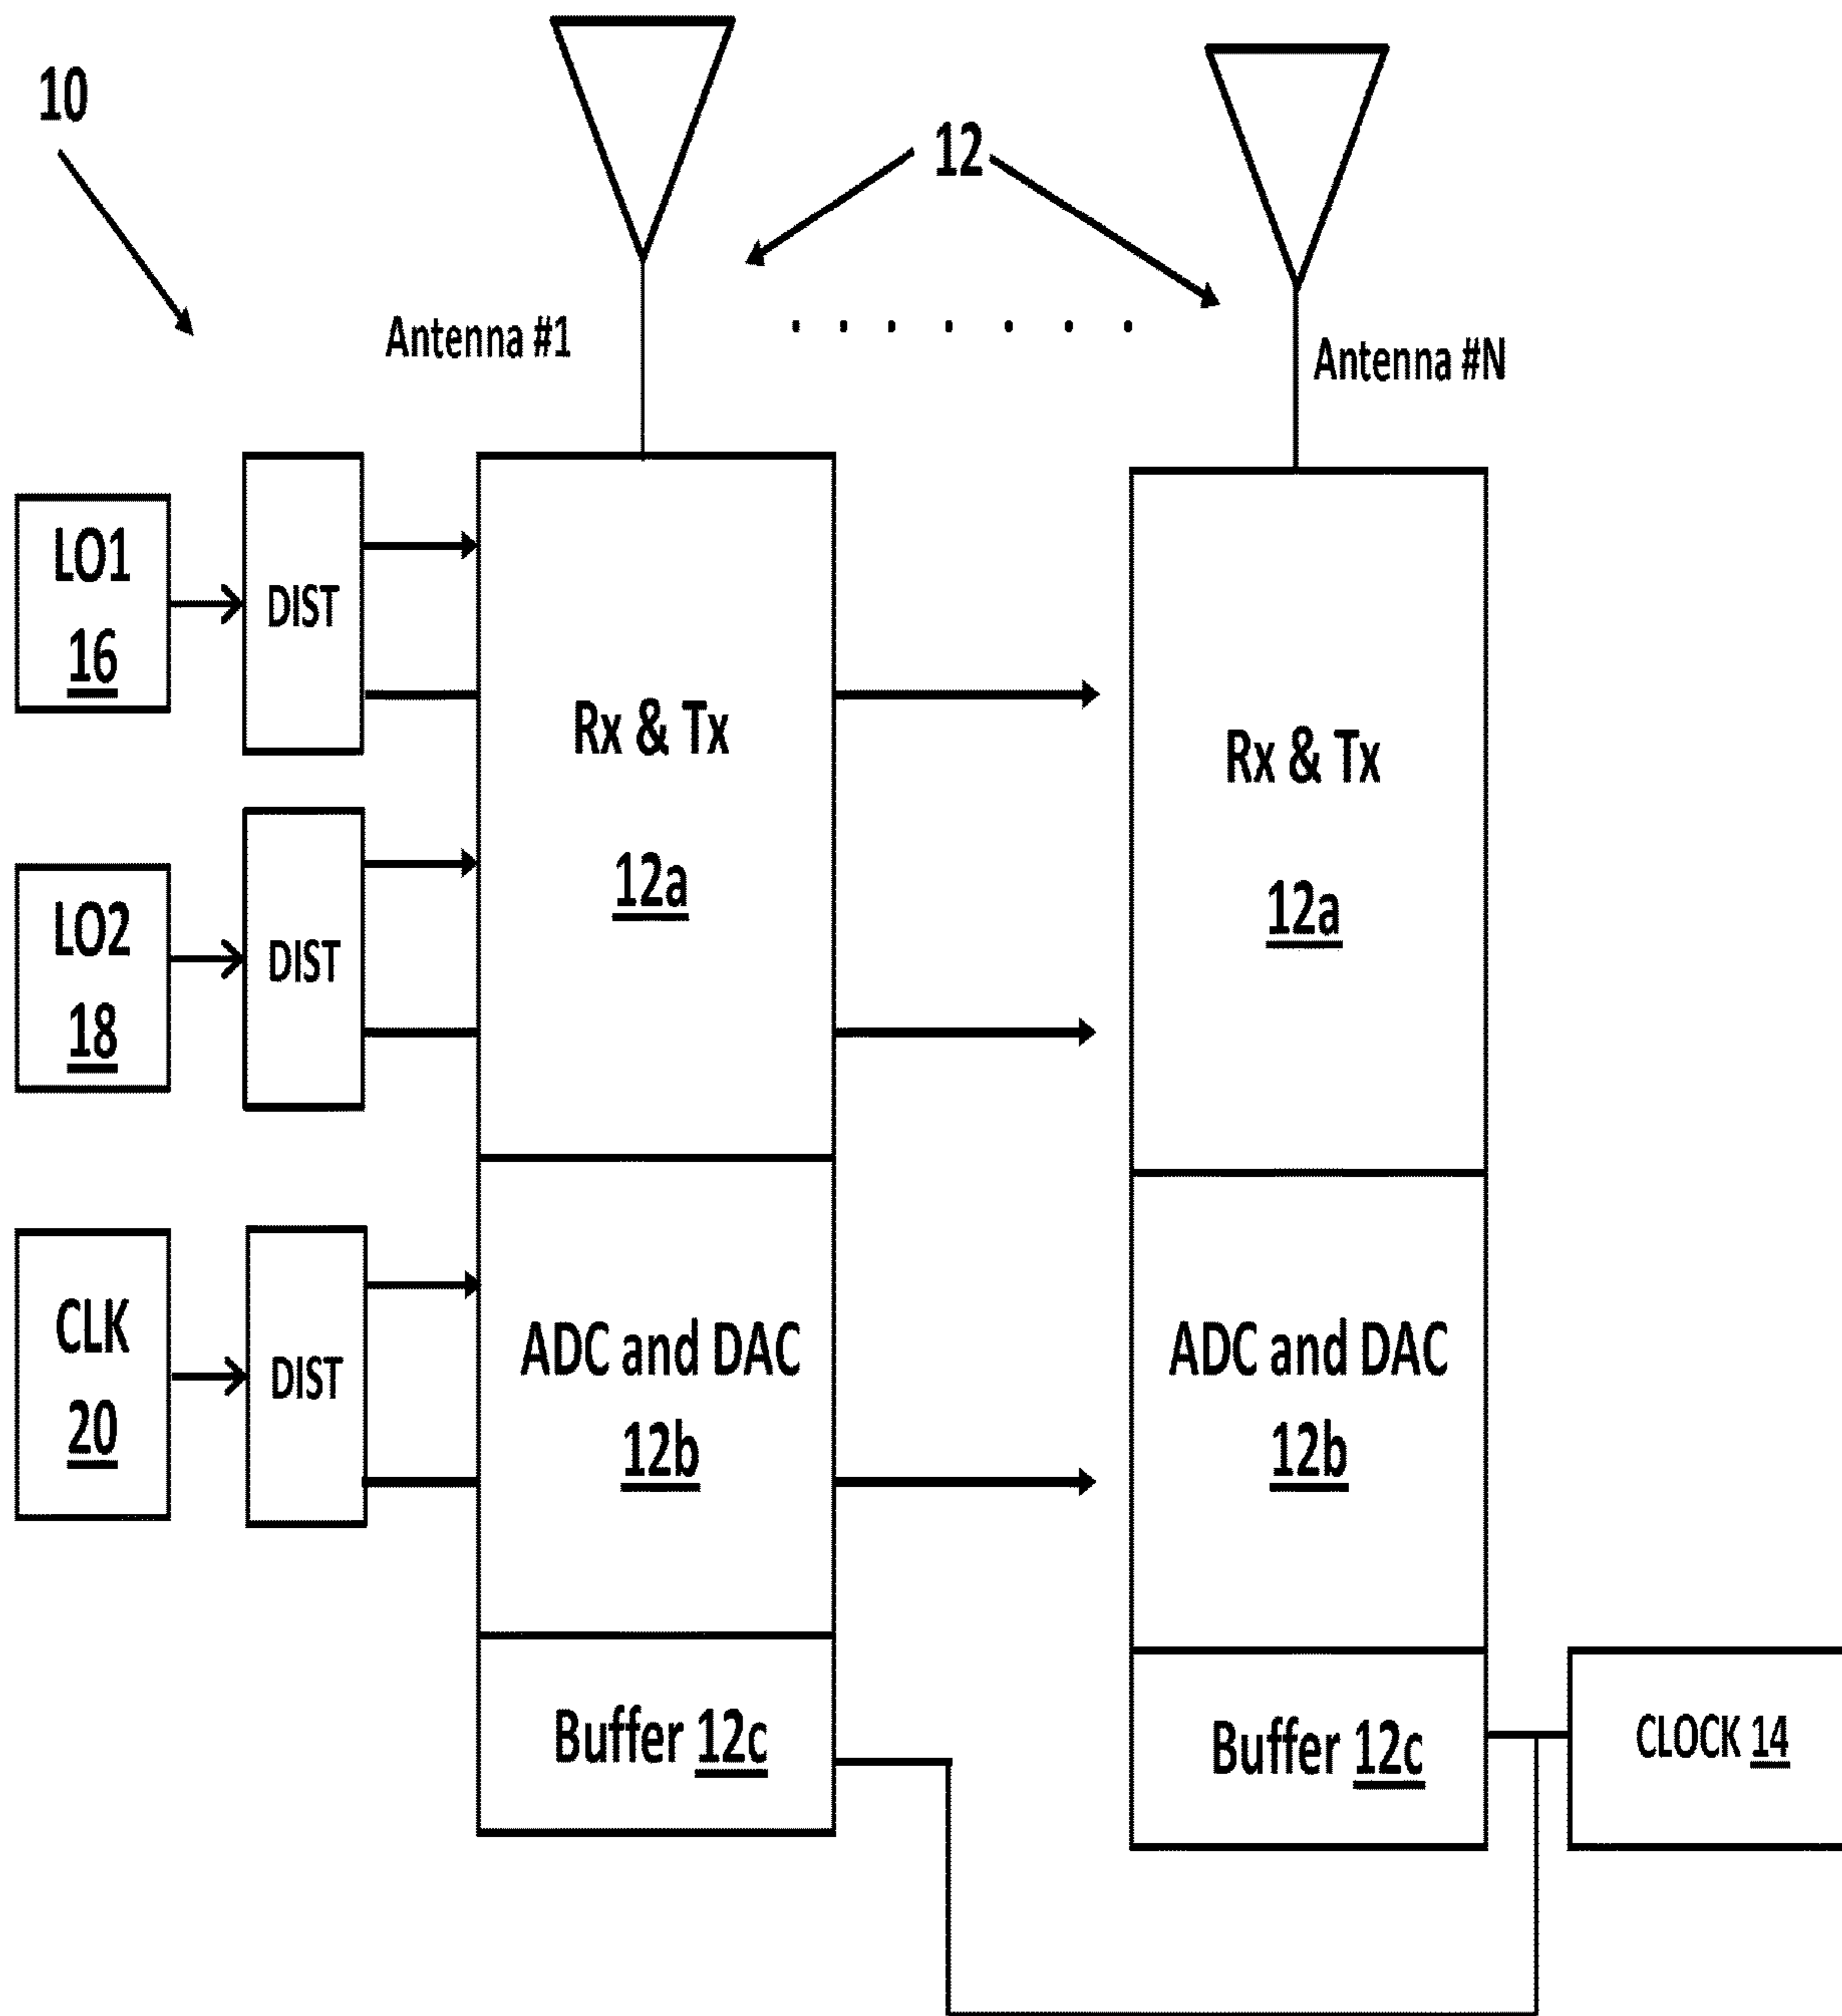 10
12
Antenna #1
. . . . . . .
Antenna #N
LO1
16
DIST
Rx & Tx
12a
Rx & Tx
12a
LO2
18
DIST
CLK
20
DIST
ADC and DAC
12b
ADC and DAC
12b
Buffer 12c
Buffer 12c
CLOCK 14